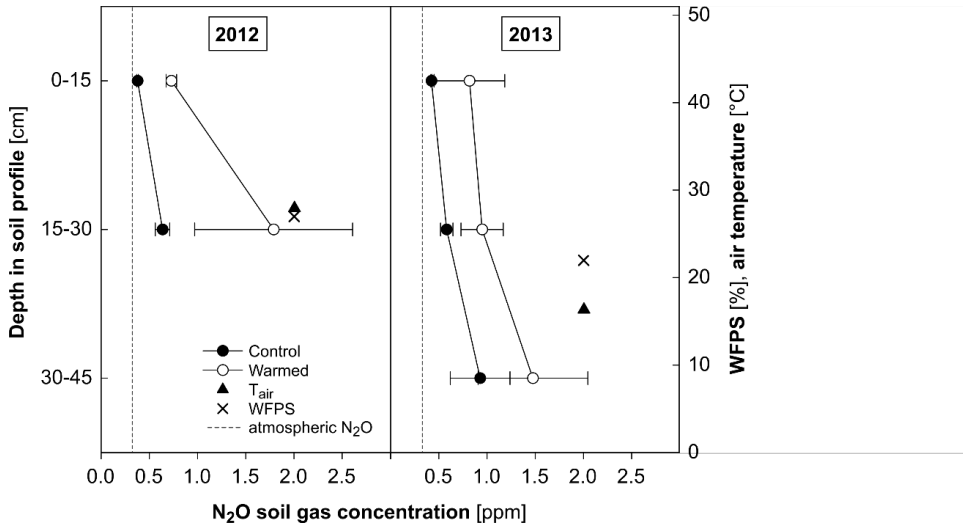 2012
2013
Depth in soil profile [cm]
0-15
15-30
30-45
Control
Warmed
Tair
WFPS
atmospheric N2O
0.0 0.5 1.0 1.5 2.0 2.5
0.5 1.0 1.5 2.0 2.5
N2O soil gas concentration [ppm]
50
40
30
20
10
0
WFPS [%], air temperature [°C]